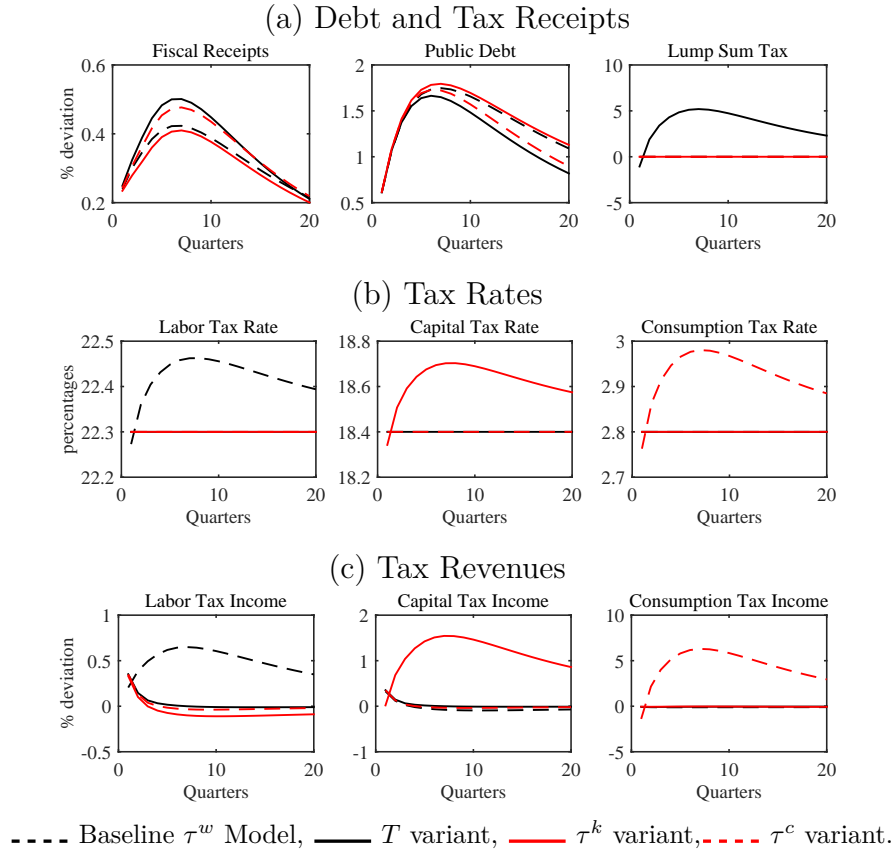 (a) Debt and Tax Receipts
Fiscal Receipts
Public Debt
Lump Sum Tax
% deviation
0.6
0.4
0.2
0
10
20
Quarters
2
1.5
1
0.5
0
10
20
Quarters
10
5
0
-5
0
10
20
Quarters
(b) Tax Rates
Labor Tax Rate
Capital Tax Rate
Consumption Tax Rate
percentages
22.5
22.4
22.3
22.2
0
10
20
Quarters
18.8
18.6
18.4
18.2
0
10
20
Quarters
3
2.9
2.8
2.7
0
10
20
Quarters
(c) Tax Revenues
Labor Tax Income
Capital Tax Income
Consumption Tax Income
% deviation
1
0.5
0
-0.5
0
10
20
Quarters
2
1
0
-1
0
10
20
Quarters
10
5
0
-5
0
10
20
Quarters
Baseline τ^w Model, T variant, τ^k variant, τ^c variant.